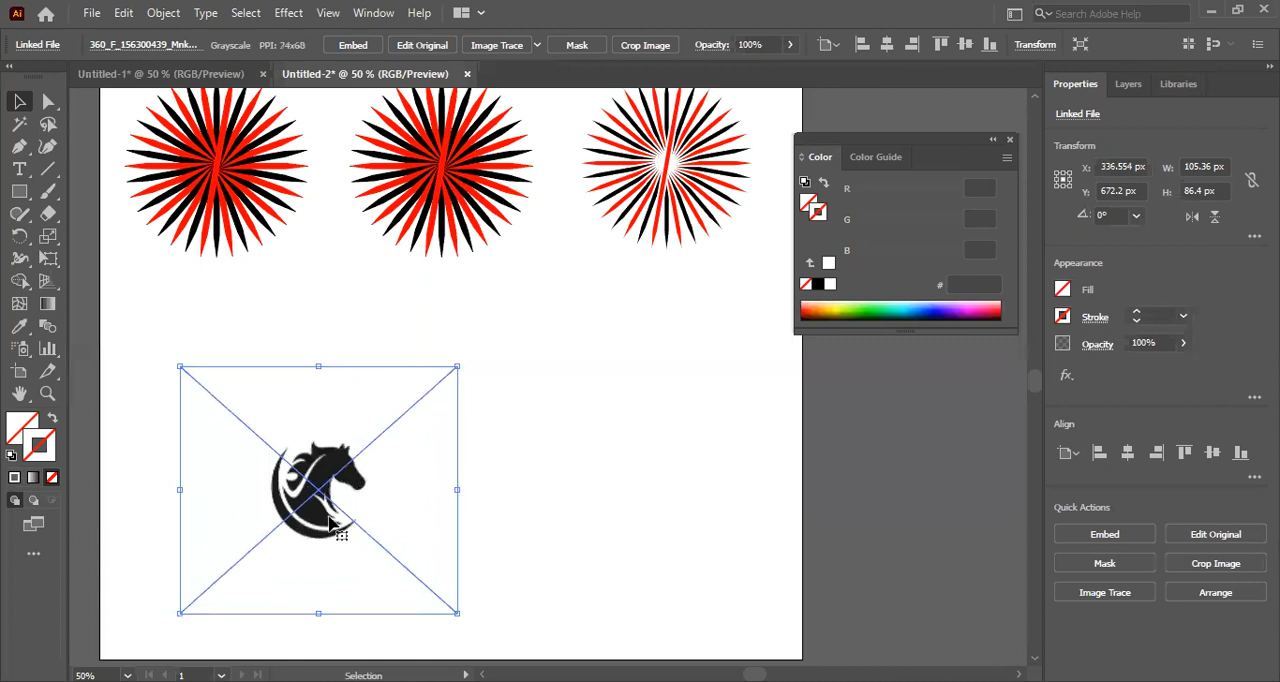 Ai File Edit Object Type Select Effect View Window Help Search Adobe Help
Linked File 360_F_156300439_Mnk... Grayscale PPI: 74x68 Embed Edit Original Image Trace Mask Crop Image Opacity: 100% Transform
Untitled-1* @ 50 % (RGB/Preview) Untitled-2* @ 50 % (RGB/Preview)
Properties Layers Libraries
Linked File
Transform
X: 336.554 px W: 105.36 px
Y: 672.2 px H: 86.4 px
0°
Appearance
Fill
Stroke
Opacity 100%
fx.
Align
Quick Actions
Embed Edit Original
Mask Crop Image
Image Trace Arrange
Color Color Guide
R
G
B
#
50% 1 Selection